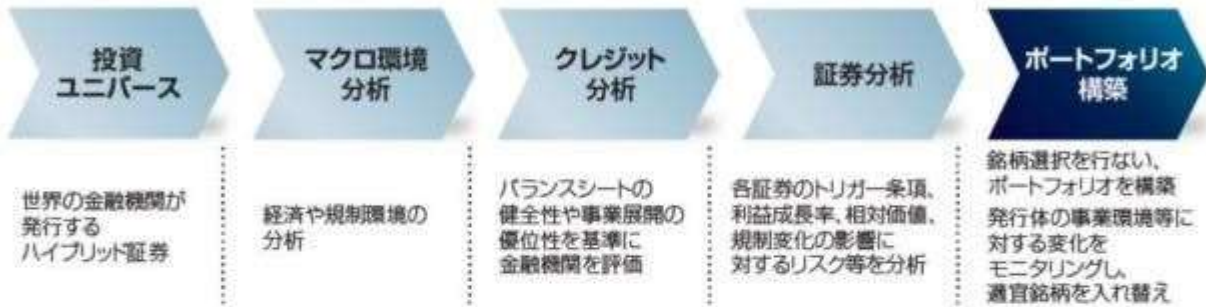 投資
ユニバース
マクロ環境
分析
クレジット
分析
証券分析
ポートフォリオ
構築
世界の金融機関が
発行する
ハイブリッド証券
経済や規制環境の
分析
バランスシートの
健全性や事業展開の
優位性を基準に
金融機関を評価
各証券のトリガー条項、
利益成長率、相対価値、
規制変化の影響に
対するリスク等を分析
銘柄選択を行ない、
ポートフォリオを構築
発行体の事業環境等に
対する変化を
モニタリングし、
適宜銘柄を入れ替え